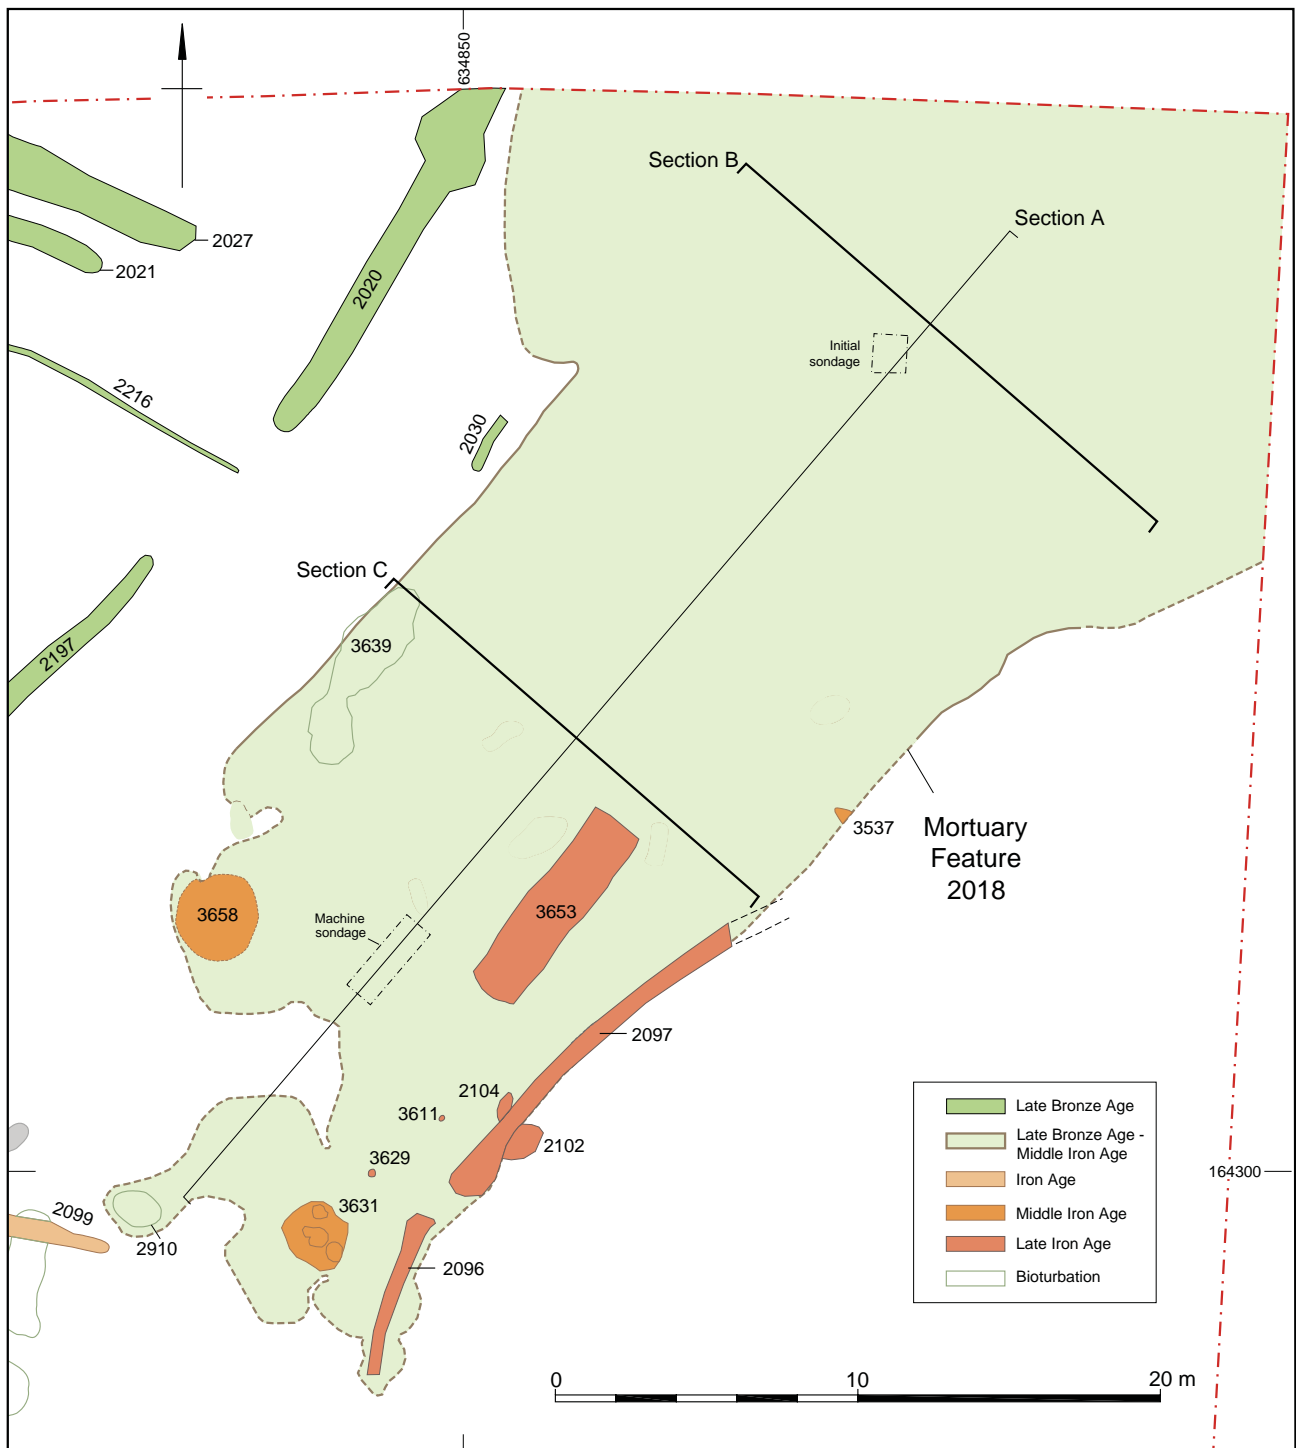 634850
Section B
Section A
2027
2021
2020
Initial
sondage
2216
2030
Section C
3639
2197
3537
Mortuary
Feature
2018
3658
3653
Machine
sondage
2097
2104
3611
2102
3629
Late Bronze Age
Late Bronze Age -
Middle Iron Age
Iron Age
Middle Iron Age
Late Iron Age
Bioturbation
164300
3631
2099
2910
2096
0
10
20 m